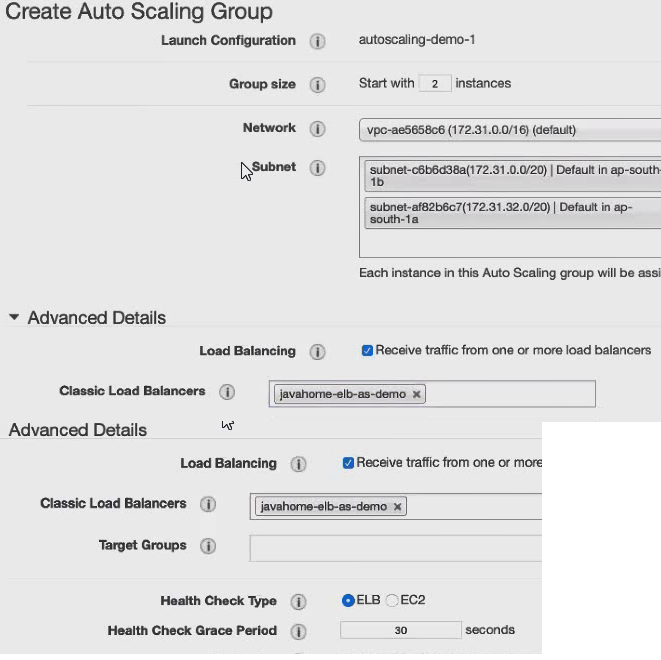 Create Auto Scaling Group
Launch Configuration autoscaling-demo-1
Group size Start with 2 instances
Network vpc-ae5658c6 (172.31.0.0/16) (default)
Subnet subnet-c6b6d38a(172.31.0.0/20) | Default in ap-south-
1b
subnet-af82b6c7(172.31.32.0/20) | Default in ap-
south-1a
Each instance in this Auto Scaling group will be assi
Advanced Details
Load Balancing Receive traffic from one or more load balancers
Classic Load Balancers javahome-elb-as-demo ×
Advanced Details
Load Balancing Receive traffic from one or more
Classic Load Balancers javahome-elb-as-demo ×
Target Groups
Health Check Type ELB EC2
Health Check Grace Period 30 seconds